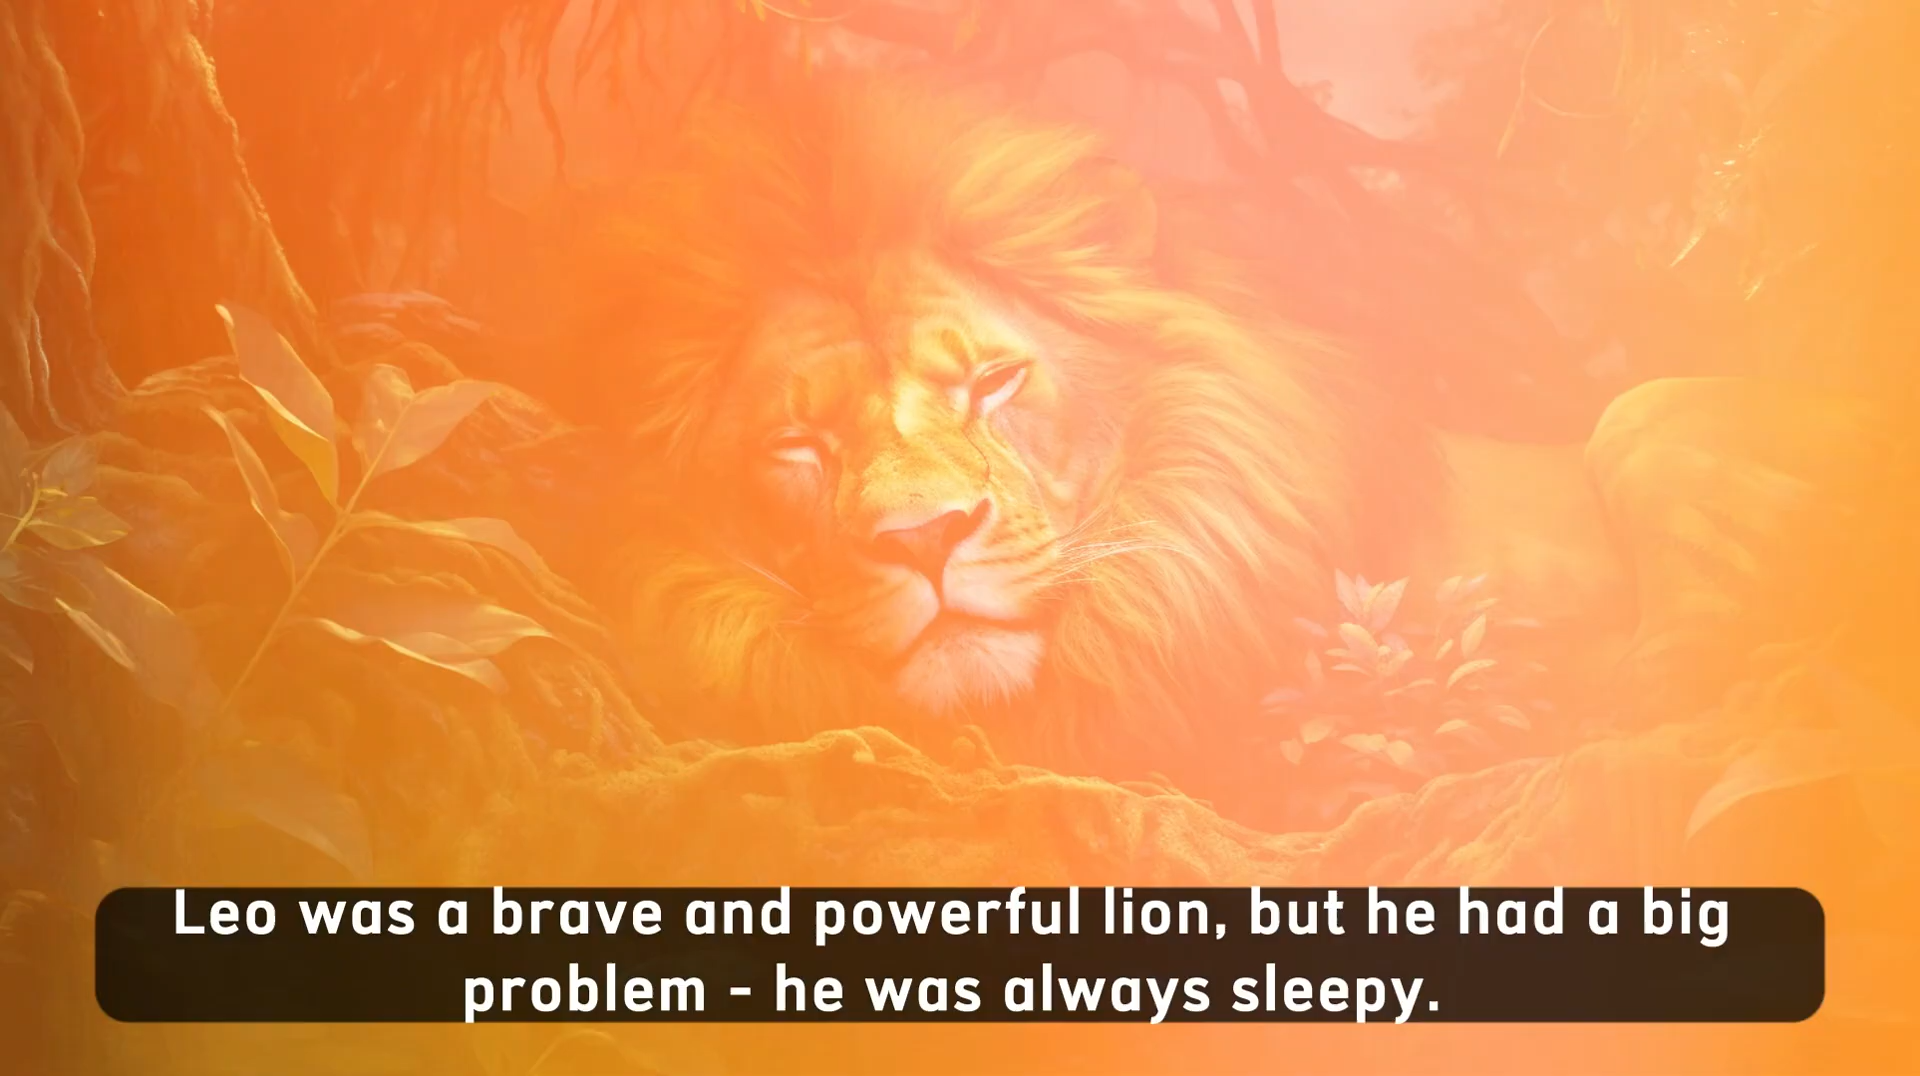 Leo was a brave and powerful lion, but he had a big
problem - he was always sleepy.